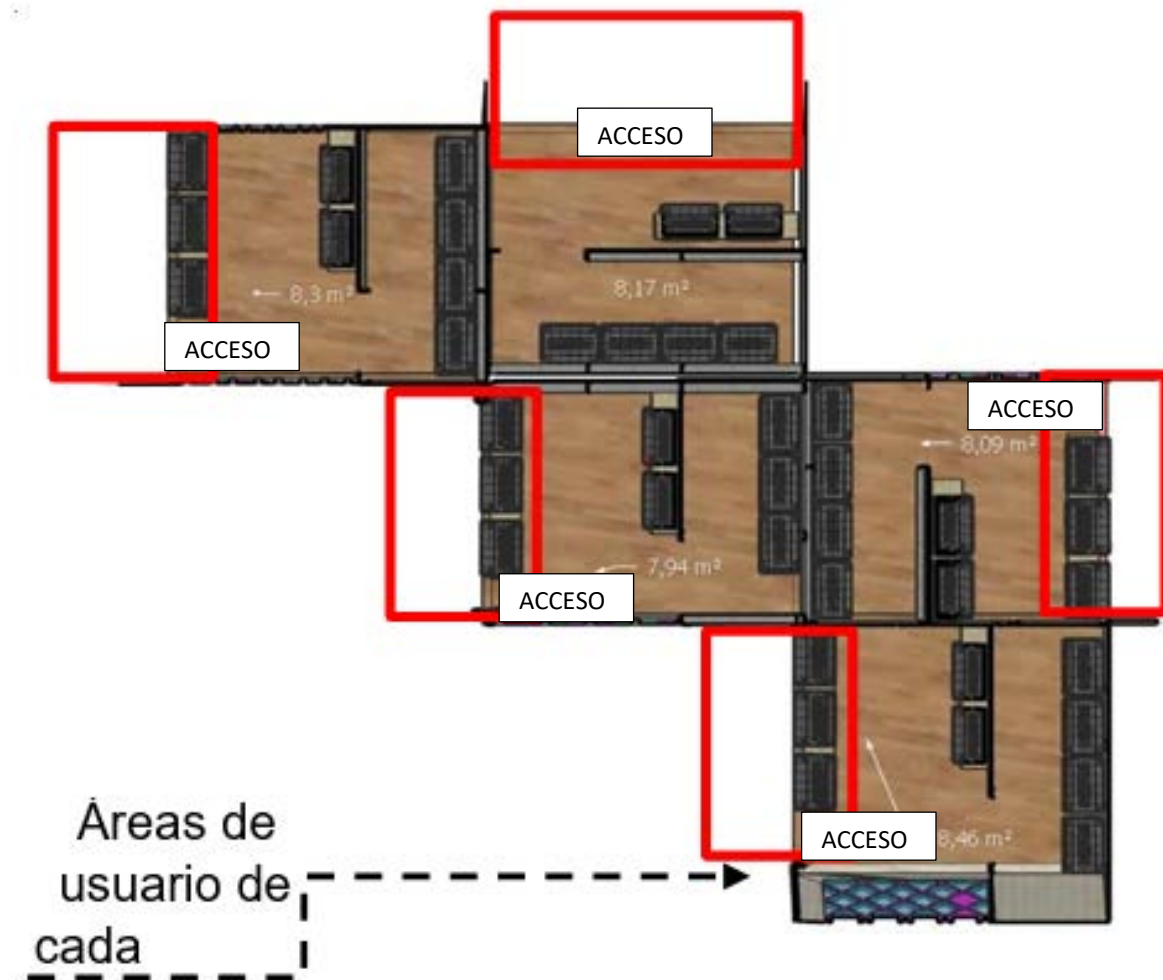 ACCESO
8,3 m²
8,17 m²
ACCESO
ACCESO
8,09 m²
7,94 m²
ACCESO
ACCESO
8,46 m²
Áreas de
usuario de
cada